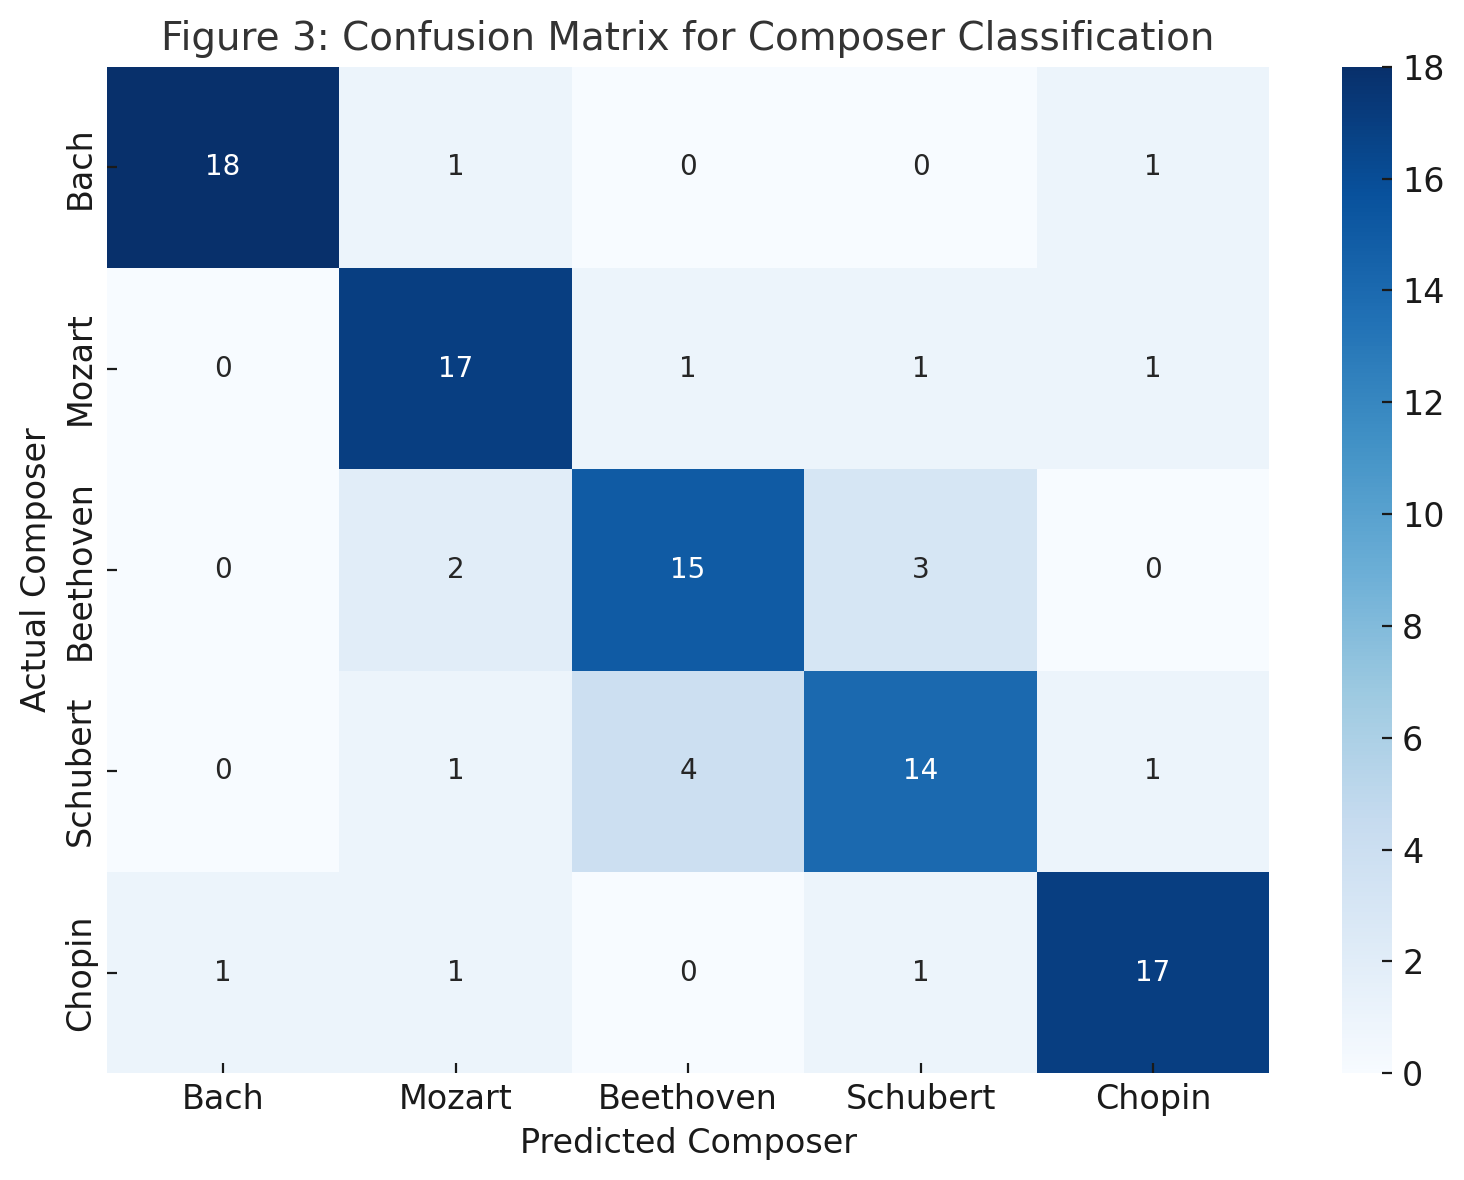 Figure 3: Confusion Matrix for Composer Classification
Actual Composer
Bach 18 1 0 0 1
Mozart 0 17 1 1 1
Beethoven 0 2 15 3 0
Schubert 0 1 4 14 1
Chopin 1 1 0 1 17
Bach Mozart Beethoven Schubert Chopin
Predicted Composer
18
16
14
12
10
8
6
4
2
0